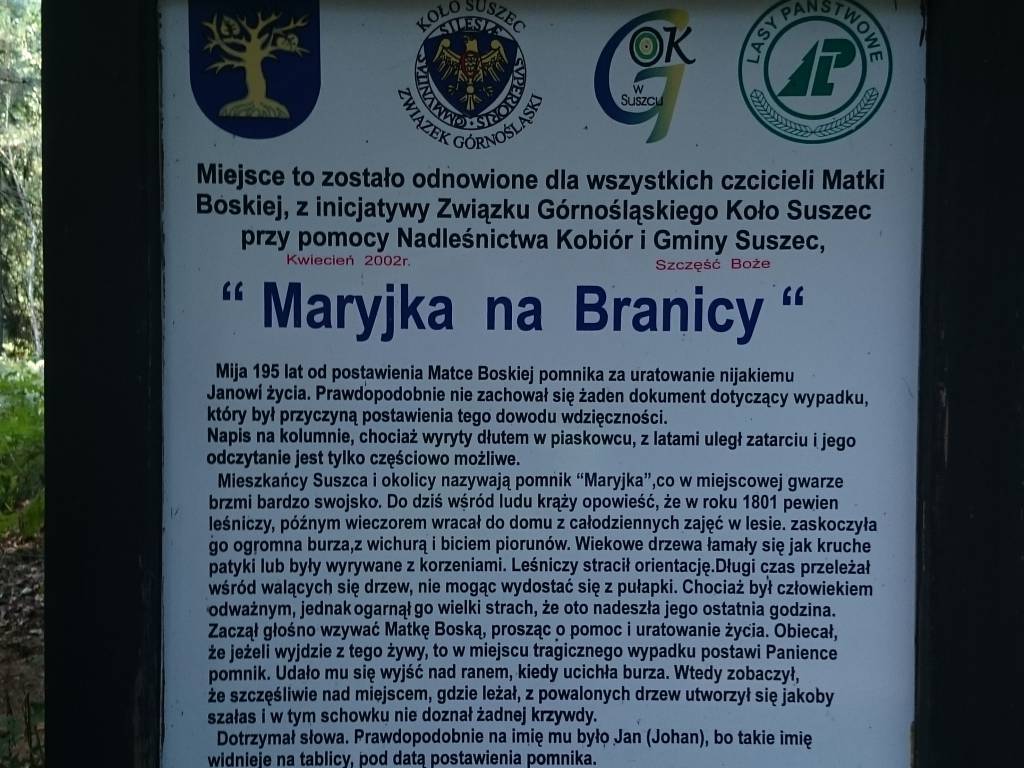 KOŁO SUSZEC
ZWIĄZEK GÓRNOŚLĄSKI
GOK
w
Suszcu
LASY PAŃSTWOWE
Miejsce to zostało odnowione dla wszystkich czcicieli Matki
Boskiej, z inicjatywy Związku Górnośląskiego Koło Suszec
przy pomocy Nadleśnictwa Kobiór i Gminy Suszec,
Kwiecień 2002r. Szczęść Boże
“ Maryjka na Branicy “
Mija 195 lat od postawienia Matce Boskiej pomnika za uratowanie nijakiemu
Janowi życia. Prawdopodobnie nie zachował się żaden dokument dotyczący wypadku,
który był przyczyną postawienia tego dowodu wdzięczności.
Napis na kolumnie, chociaż wyryty dłutem w piaskowcu, z latami uległ zatarciu i jego
odczytanie jest tylko częściowo możliwe.
Mieszkańcy Suszca i okolicy nazywają pomnik “Maryjka”,co w miejscowej gwarze
brzmi bardzo swojsko. Do dziś wśród ludu krąży opowieść, że w roku 1801 pewien
leśniczy, późnym wieczorem wracał do domu z całodziennych zajęć w lesie. zaskoczyła
go ogromna burza,z wichurą i biciem piorunów. Wiekowe drzewa łamały się jak kruche
patyki lub były wyrywane z korzeniami. Leśniczy stracił orientację.Długi czas przeleżał
wśród walących się drzew, nie mogąc wydostać się z pułapki. Chociaż był człowiekiem
odważnym, jednak ogarnął go wielki strach, że oto nadeszła jego ostatnia godzina.
Zaczął głośno wzywać Matkę Boską, prosząc o pomoc i uratowanie życia. Obiecał,
że jeżeli wyjdzie z tego żywy, to w miejscu tragicznego wypadku postawi Panience
pomnik. Udało mu się wyjść nad ranem, kiedy ucichła burza. Wtedy zobaczył,
że szczęśliwie nad miejscem, gdzie leżał, z powalonych drzew utworzył się jakoby
szałas i w tym schowku nie doznał żadnej krzywdy.
Dotrzymał słowa. Prawdopodobnie na imię mu było Jan (Johan), bo takie imię
widnieje na tablicy, pod datą postawienia pomnika.